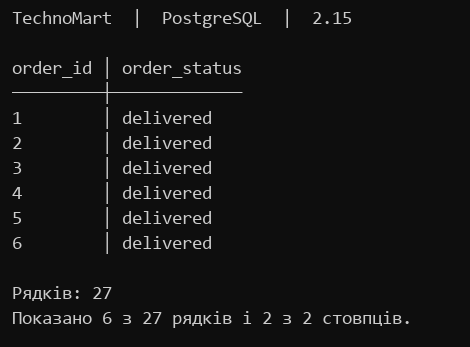 TechnoMart | PostgreSQL | 2.15
order_id | order_status
1 | delivered
2 | delivered
3 | delivered
4 | delivered
5 | delivered
6 | delivered
Рядків: 27
Показано 6 з 27 рядків і 2 з 2 стовпців.